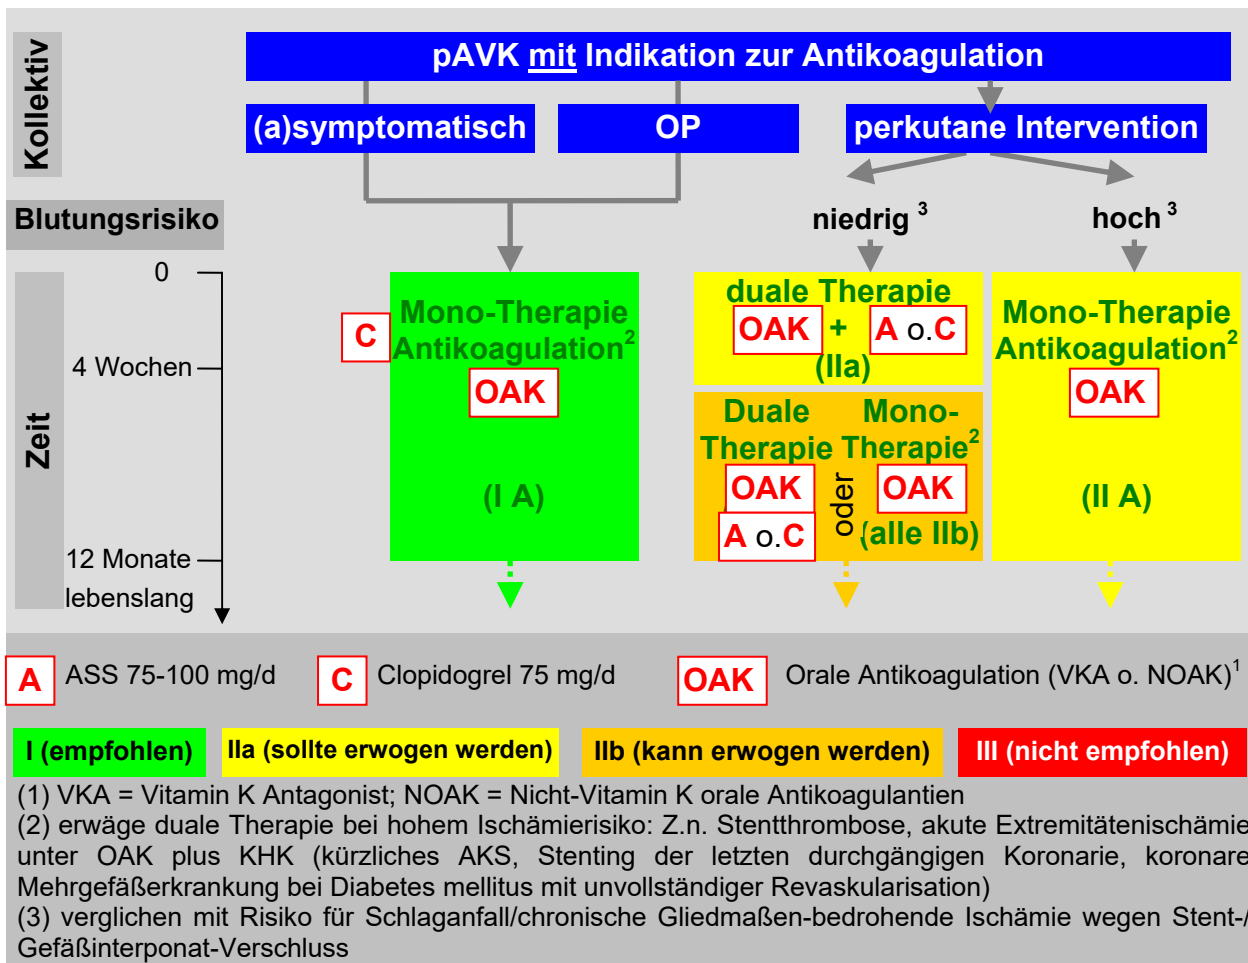 Kollektiv
pAVK mit Indikation zur Antikoagulation
(a)symptomatisch
OP
perkutane Intervention
Blutungsrisiko
niedrig 3
hoch 3
Zeit
0
4 Wochen
12 Monate
lebenslang
C
Mono-Therapie
Antikoagulation2
OAK
(I A)
duale Therapie
OAK + A o.C
(IIa)
Duale
Therapie
OAK
A o.C
oder
Mono-
Therapie2
OAK
(alle IIb)
Mono-Therapie
Antikoagulation2
OAK
(II A)
A ASS 75-100 mg/d
C Clopidogrel 75 mg/d
OAK Orale Antikoagulation (VKA o. NOAK)1
I (empfohlen)
IIa (sollte erwogen werden)
IIb (kann erwogen werden)
III (nicht empfohlen)
(1) VKA = Vitamin K Antagonist; NOAK = Nicht-Vitamin K orale Antikoagulantien
(2) erwäge duale Therapie bei hohem Ischämierisiko: Z.n. Stentthrombose, akute Extremitätenischämie
unter OAK plus KHK (kürzliches AKS, Stenting der letzten durchgängigen Koronarie, koronare
Mehrgefäßerkrankung bei Diabetes mellitus mit unvollständiger Revaskularisation)
(3) verglichen mit Risiko für Schlaganfall/chronische Gliedmaßen-bedrohende Ischämie wegen Stent-/
Gefäßinterponat-Verschluss